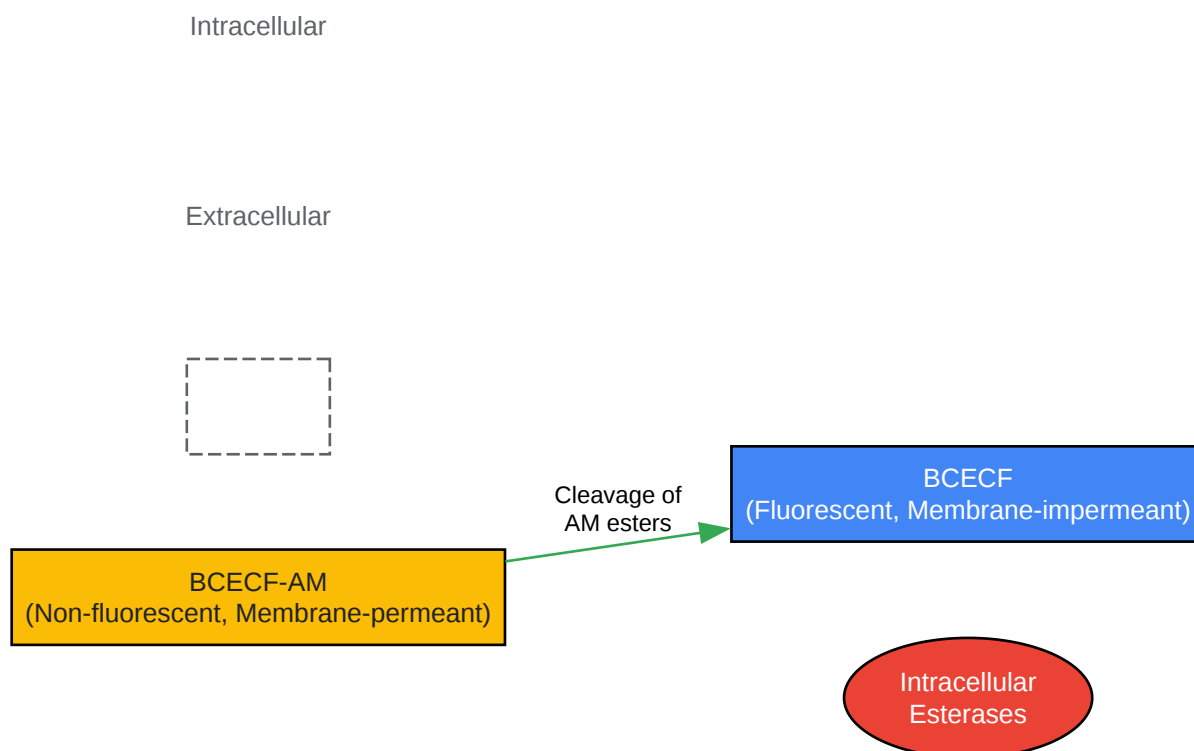 Intracellular
Extracellular
Cleavage of
AM esters
BCECF
(Fluorescent, Membrane-impermeant)
BCECF-AM
(Non-fluorescent, Membrane-permeant)
Intracellular
Esterases